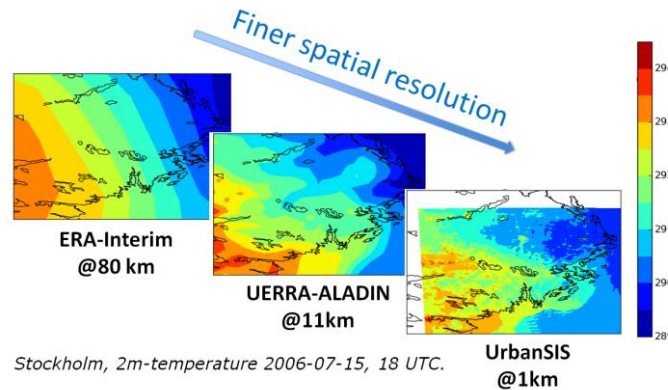 Finer spatial resolution
ERA-Interim
@80 km
UERRA-ALADIN
@11km
UrbanSIS
@1km
Stockholm, 2m-temperature 2006-07-15, 18 UTC.